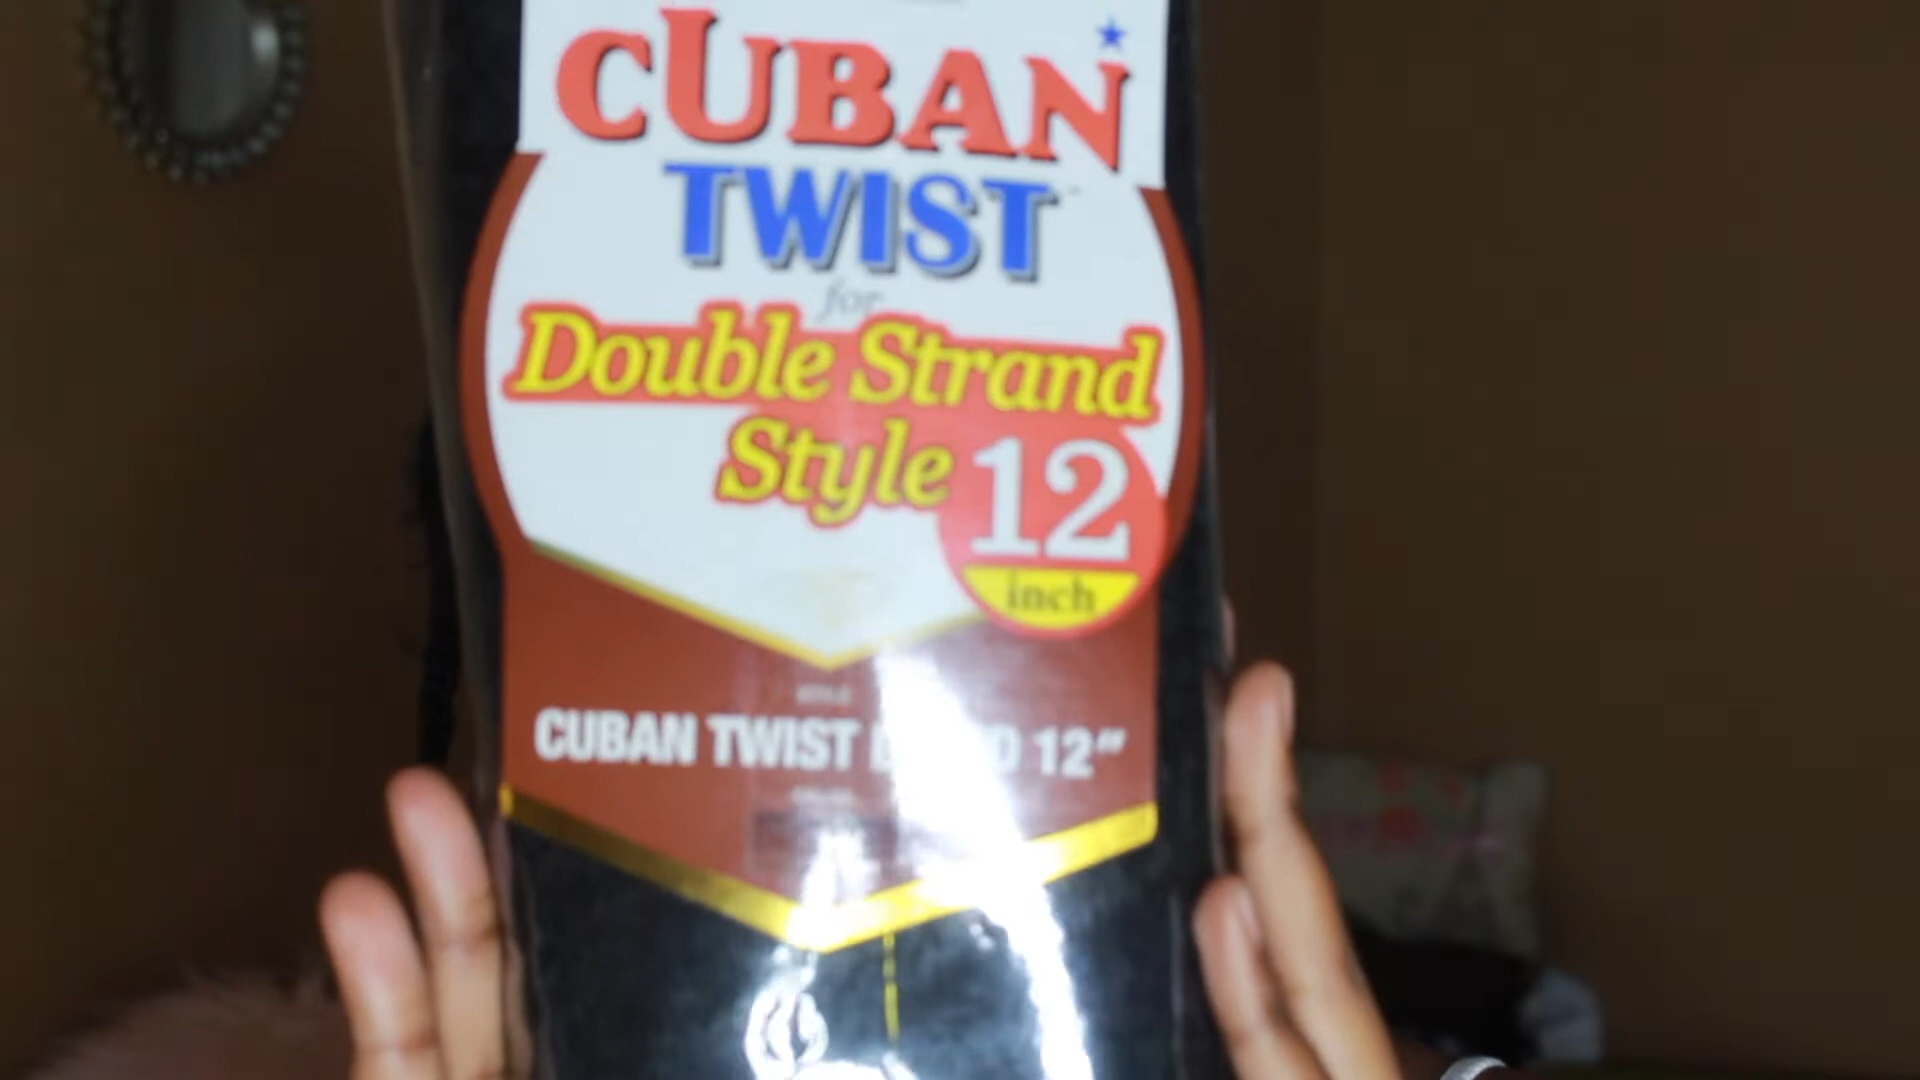 CUBAN
TWIST
for
Double Strand
Style
12
inch
CUBAN TWIST 12"